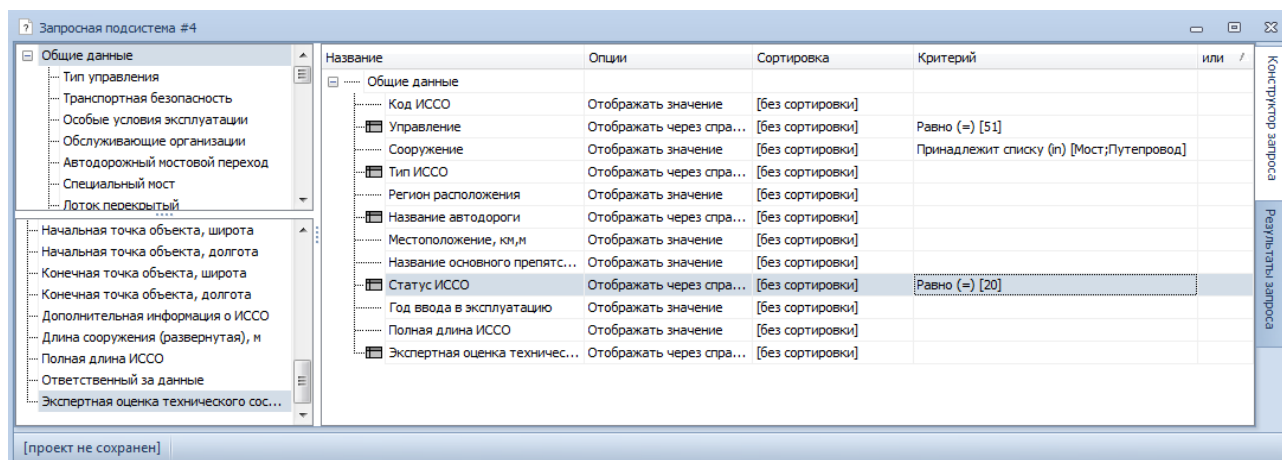 Запросная подсистема #4
Общие данные
Тип управления
Транспортная безопасность
Особые условия эксплуатации
Обслуживающие организации
Автодорожный мостовой переход
Специальный мост
Лоток перекрытый
Начальная точка объекта, широта
Начальная точка объекта, долгота
Конечная точка объекта, широта
Конечная точка объекта, долгота
Дополнительная информация о ИССО
Длина сооружения (развернутая), м
Полная длина ИССО
Ответственный за данные
Экспертная оценка технического сос...
Название Опции Сортировка Критерий или
Общие данные
Код ИССО Отображать значение [без сортировки]
Управление Отображать через спра... [без сортировки] Равно (=) [51]
Сооружение Отображать значение [без сортировки] Принадлежит списку (in) [Мост;Путепровод]
Тип ИССО Отображать через спра... [без сортировки]
Регион расположения Отображать значение [без сортировки]
Название автодороги Отображать через спра... [без сортировки]
Местоположение, км,м Отображать значение [без сортировки]
Название основного препятс... Отображать значение [без сортировки]
Статус ИССО Отображать через спра... [без сортировки] Равно (=) [20]
Год ввода в эксплуатацию Отображать значение [без сортировки]
Полная длина ИССО Отображать значение [без сортировки]
Экспертная оценка техничес... Отображать через спра... [без сортировки]
Конструктор запроса
Результаты запроса
[проект не сохранен]